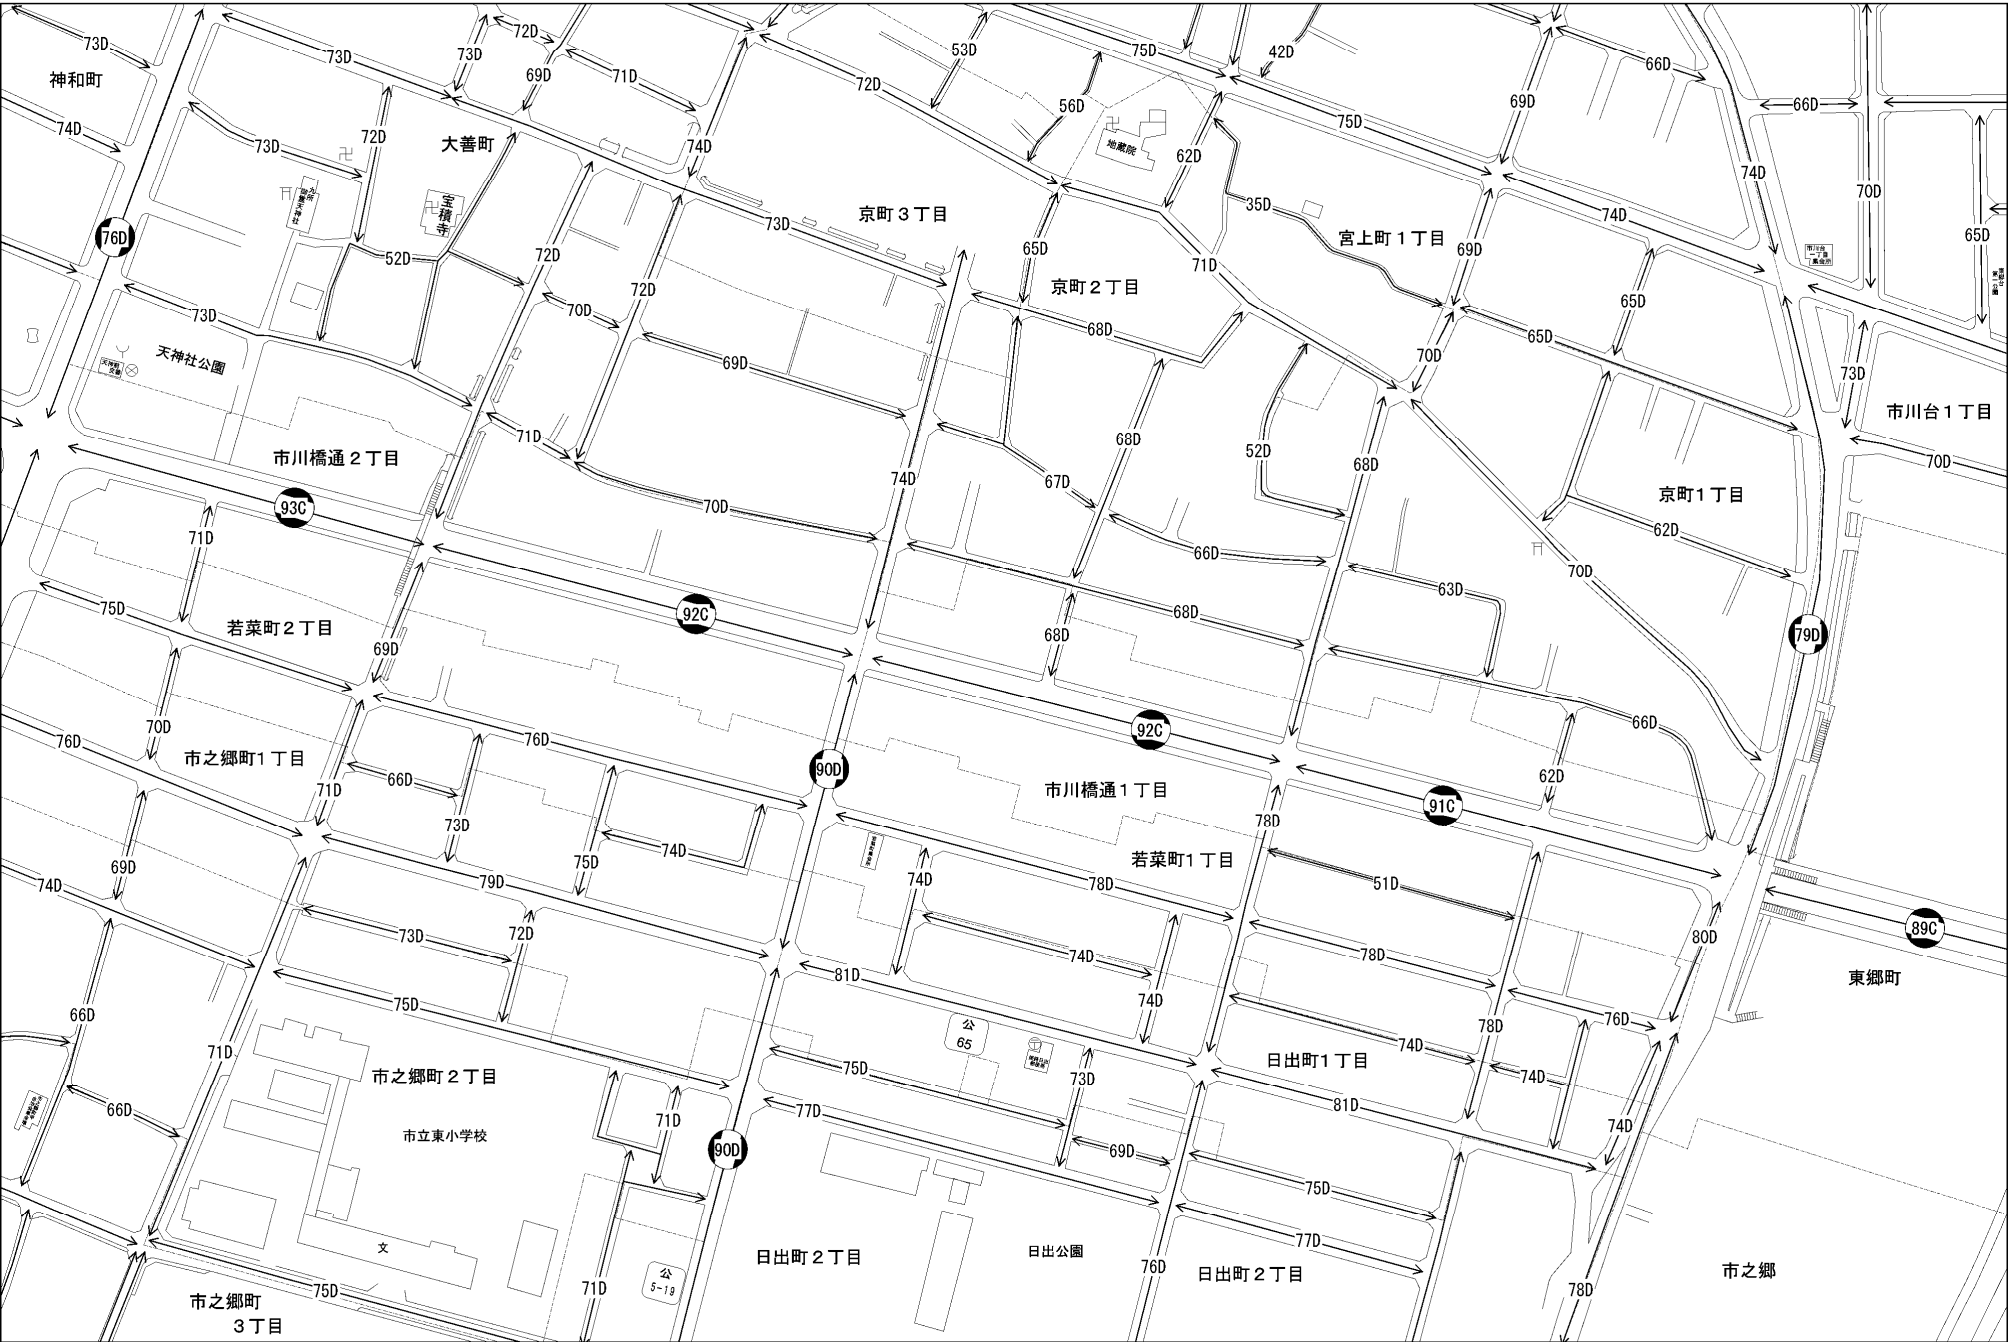 73D
73D
73D
72D
53D
75D
42D
66D
神和町
69D
71D
72D
56D
69D
66D
74D
73D
72D
大善町
74D
62D
地蔵院
75D
74D
70D
宝積寺
35D
65D
76D
52D
72D
73D
京町3丁目
65D
71D
宮上町1丁目
69D
74D
72D
京町2丁目
65D
73D
70D
68D
65D
天神社公園
69D
70D
73D
市川台1丁目
市川橋通2丁目
71D
68D
52D
68D
70D
93C
70D
74D
67D
京町1丁目
71D
66D
62D
75D
若菜町2丁目
92C
68D
68D
63D
70D
79D
69D
70D
76D
市之郷町1丁目
76D
92C
66D
71D
66D
90D
市川橋通1丁目
62D
91C
73D
75D
74D
78D
69D
74D
79D
74D
78D
若菜町1丁目
51D
89C
73D
72D
74D
78D
80D
東郷町
66D
75D
81D
74D
76D
71D
公
65
74D
78D
日出町1丁目
市之郷町2丁目
75D
73D
74D
66D
市立東小学校
71D
77D
81D
74D
90D
69D
75D
文
日出町2丁目
日出公園
77D
76D
日出町2丁目
市之郷
75D
71D
公
5-19
78D
市之郷町
3丁目